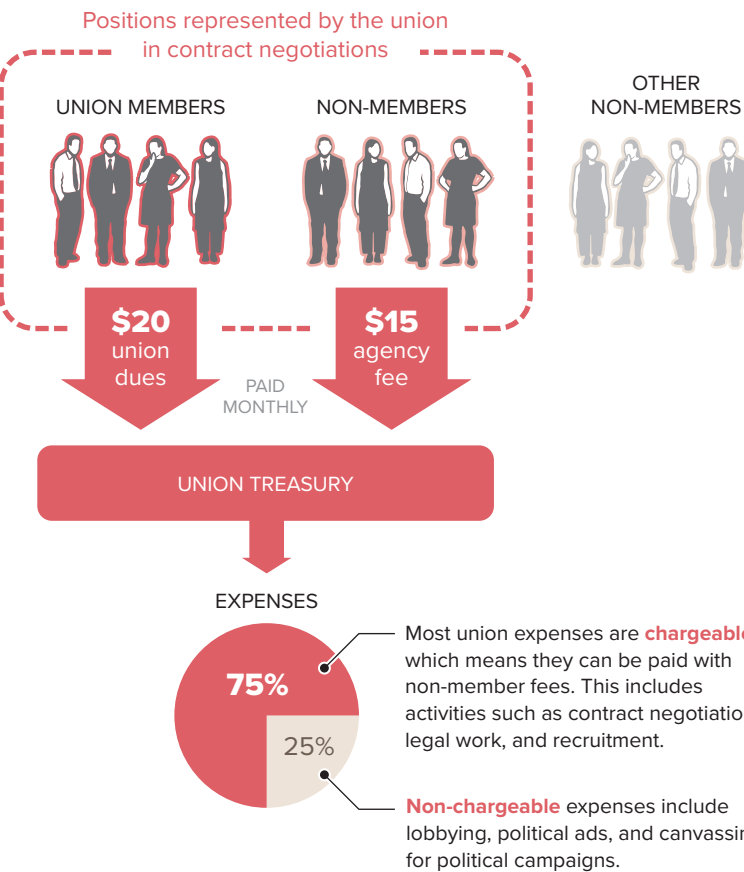 Positions represented by the union
in contract negotiations
UNION MEMBERS
NON-MEMBERS
OTHER
NON-MEMBERS
$20
union
dues
$15
agency
fee
PAID
MONTHLY
UNION TREASURY
EXPENSES
75%
25%
Most union expenses are chargeable
which means they can be paid with
non-member fees. This includes
activities such as contract negotiatio
legal work, and recruitment.
Non-chargeable expenses include
lobbying, political ads, and canvassin
for political campaigns.